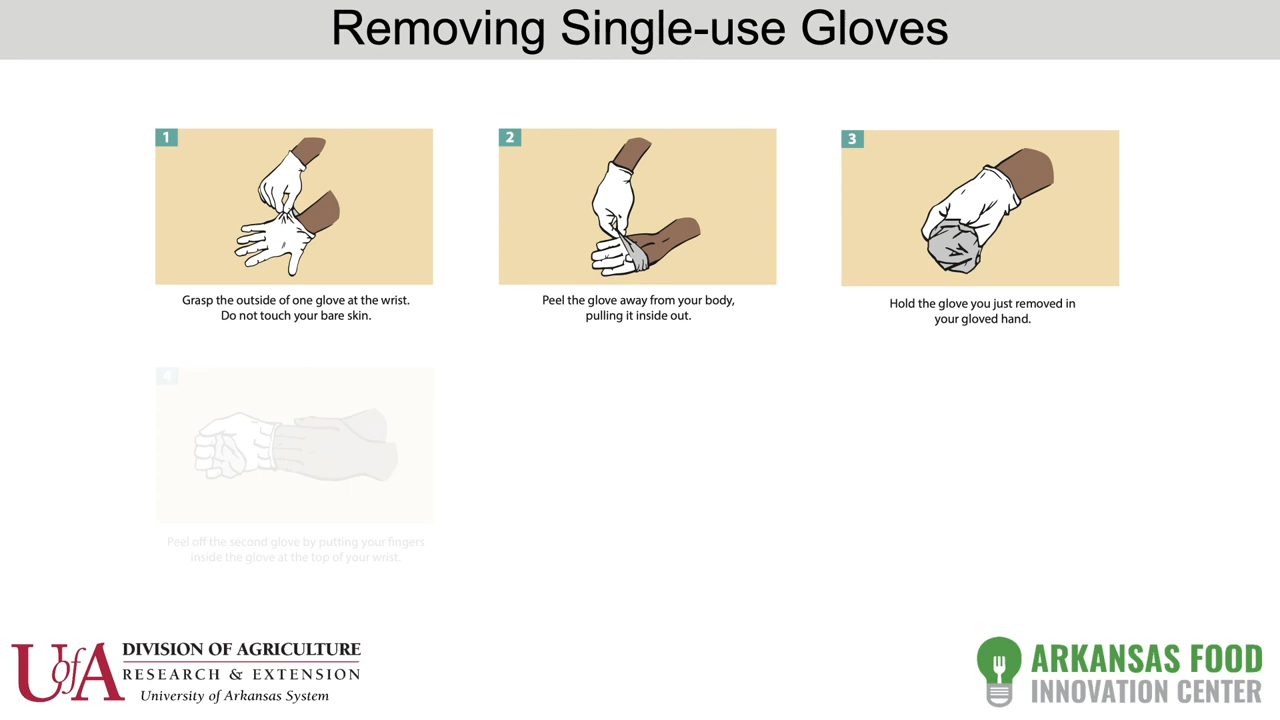 Removing Single-use Gloves
1
2
3
Grasp the outside of one glove at the wrist.
Do not touch your bare skin.
Peel the glove away from your body,
pulling it inside out.
Hold the glove you just removed in
your gloved hand.
4
Peel off the second glove by putting your fingers
inside the glove at the top of your wrist.
UofA
DIVISION OF AGRICULTURE
RESEARCH & EXTENSION
University of Arkansas System
ARKANSAS FOOD
INNOVATION CENTER